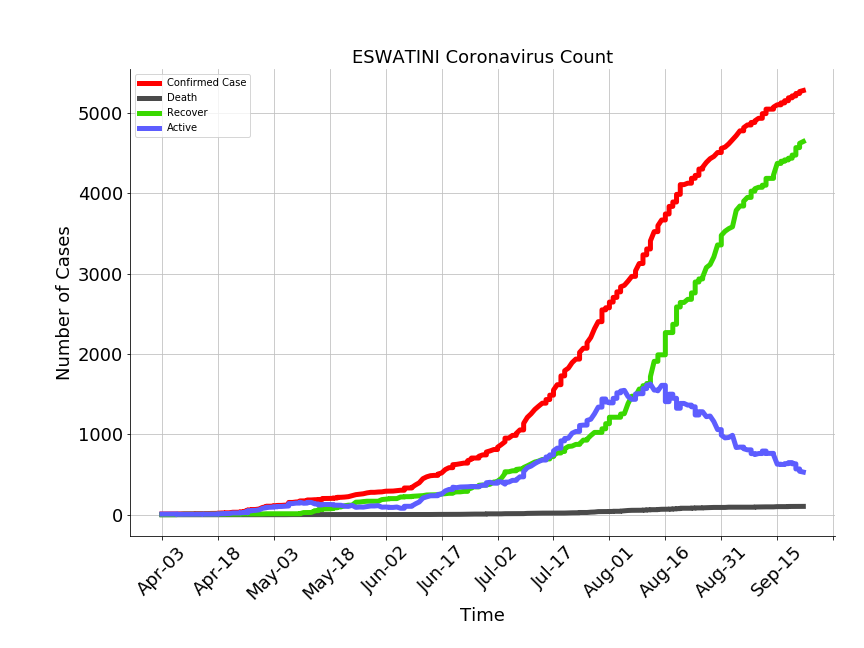 ESWATINI Coronavirus Count
Confirmed Case
Death
Recover
Active
Number of Cases
5000
4000
3000
2000
1000
0
Apr-03
Apr-18
May-03
May-18
Jun-02
Jun-17
Jul-02
Jul-17
Aug-01
Aug-16
Aug-31
Sep-15
Time